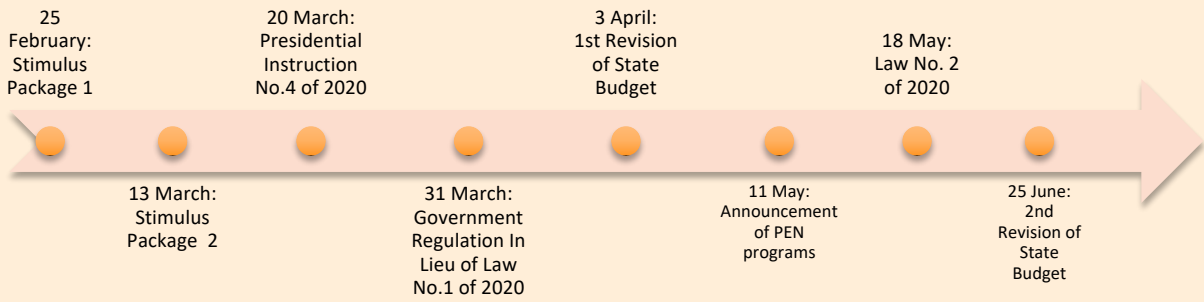 25
February:
Stimulus
Package 1
13 March:
Stimulus
Package 2
20 March:
Presidential
Instruction
No.4 of 2020
31 March:
Government
Regulation In
Lieu of Law
No.1 of 2020
3 April:
1st Revision
of State
Budget
11 May:
Announcement
of PEN
programs
18 May:
Law No. 2
of 2020
25 June:
2nd
Revision of
State
Budget